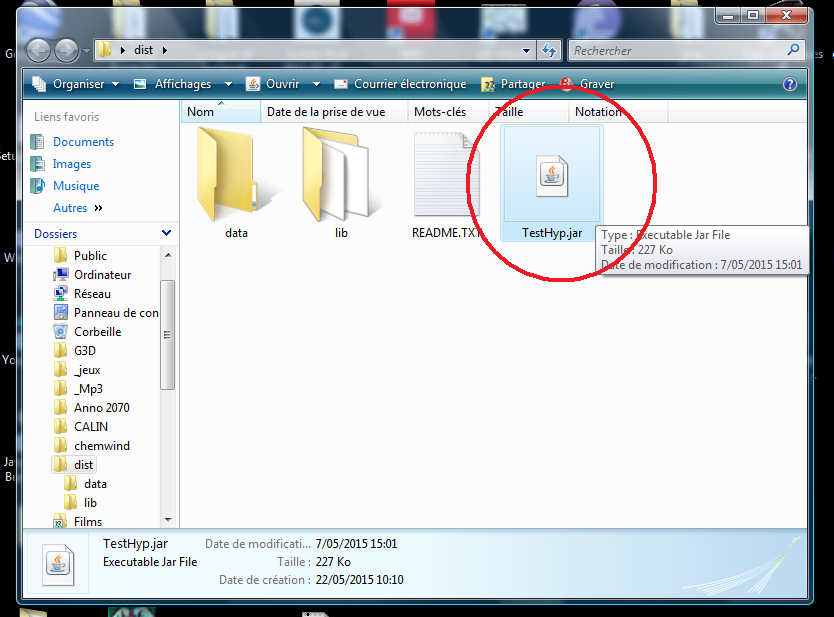 dist
Rechercher
Organiser Affichages Ouvrir Courrier électronique Partager Graver
Liens favoris
Documents
Images
Musique
Autres »
Dossiers
Public
Ordinateur
Réseau
Panneau de con
Corbeille
G3D
_jeux
_Mp3
Anno 2070
CALIN
chemwind
dist
data
lib
Films
Nom Date de la prise de vue Mots-clés Taille Notation
data lib README.TXT TestHyp.jar
Type : Executable Jar File
Taille : 227 Ko
Date de modification : 7/05/2015 15:01
TestHyp.jar Date de modificati... 7/05/2015 15:01
Executable Jar File Taille : 227 Ko
Date de création : 22/05/2015 10:10